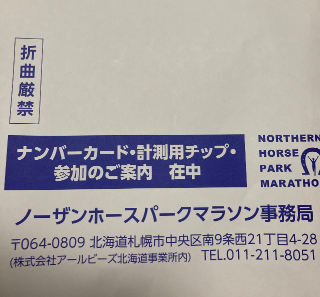 折曲厳禁
ナンバーカード・計測用チップ・
参加のご案内 在中
NORTHERN
HORSE
PARK
MARATHO
ノーザンホースパークマラソン事務局
〒064-0809 北海道札幌市中央区南9条西21丁目4-28
(株式会社アールビーズ北海道事業所内) TEL.011-211-8051